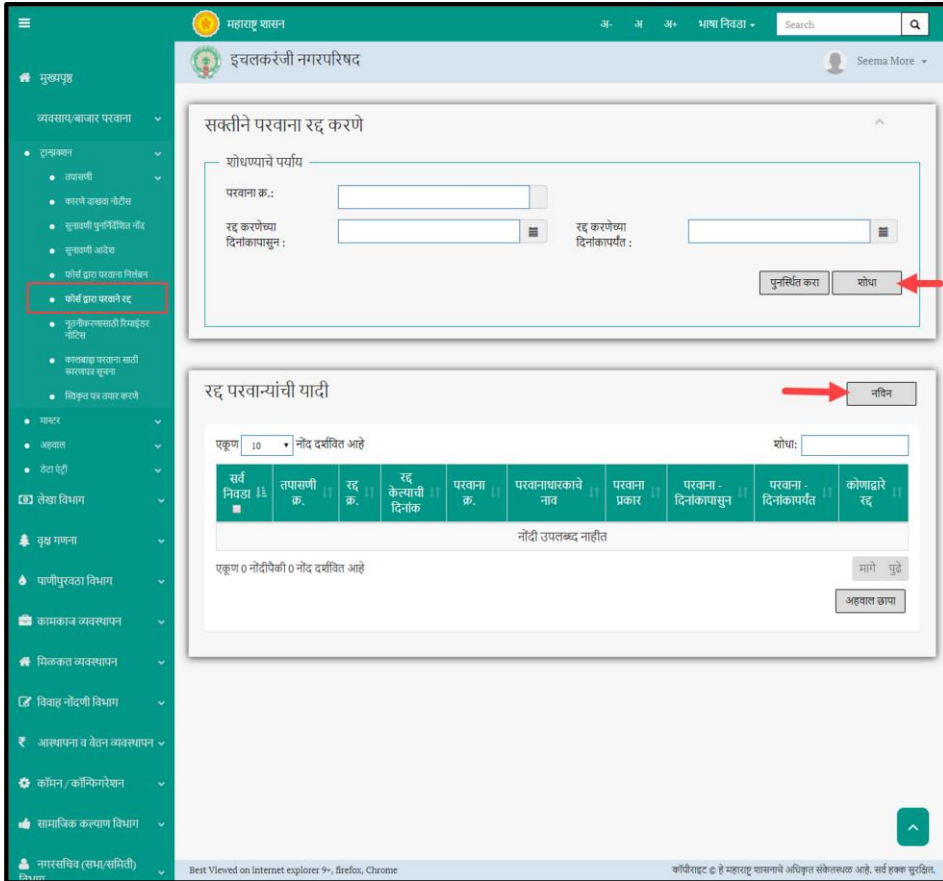 महाराष्ट्र शासन
अ-
अ
अ+
भाषा निवडा
Search
इचलकरंजी नगरपरिषद
Seema More
मुख्यपृष्ठ
व्यवसाय/बाजार परवाना
ट्रान्झाक्शन
तपासणी
कारणे दाखवा नोटीस
सुनावणी पुनर्निर्देशित नोंद
सुनावणी आदेश
फोर्स द्वारा परवाना निलंबन
फोर्स द्वारा परवाने रद्द
नूतनीकरणासाठी रिमाईंडर
नोटिस
कालबाह्य परवाना साठी
स्मरणपत्र सूचना
स्विकृत पत्र तयार करणे
मास्टर
अहवाल
डेटा एंट्री
लेखा विभाग
वृक्ष गणना
पाणीपुरवठा विभाग
कामकाज व्यवस्थापन
मिळकत व्यवस्थापन
विवाह नोंदणी विभाग
आस्थापना व वेतन व्यवस्थापन
कॉमन / कॉन्फिगरेशन
सामाजिक कल्याण विभाग
नगरसचिव (सभा/समिती)
विभाग
सक्तीने परवाना रद्द करणे
शोधण्याचे पर्याय
परवाना क्र.:
रद्द करणेच्या
दिनांकापासुन :
रद्द करणेच्या
दिनांकापर्यंत :
पुनर्स्थित करा
शोधा
रद्द परवान्यांची यादी
नविन
एकूण 10 नोंद दर्शवित आहे
शोधा:
सर्व
निवडा
तपासणी
क्र.
रद्द
क्र.
रद्द
केल्याची
दिनांक
परवाना
क्र.
परवानाधारकाचे
नाव
परवाना
प्रकार
परवाना -
दिनांकापासुन
परवाना -
दिनांकापर्यंत
कोणाद्वारे
रद्द
नोंदी उपलब्ध नाहीत
एकूण 0 नोंदीपैकी 0 नोंद दर्शवित आहे
मागे
पुढे
अहवाल छापा
Best Viewed on internet explorer 9+, firefox, Chrome
कॉपीराइट © हे महाराष्ट्र शासनाचे अधिकृत संकेतस्थळ आहे. सर्व हक्क सुरक्षित.